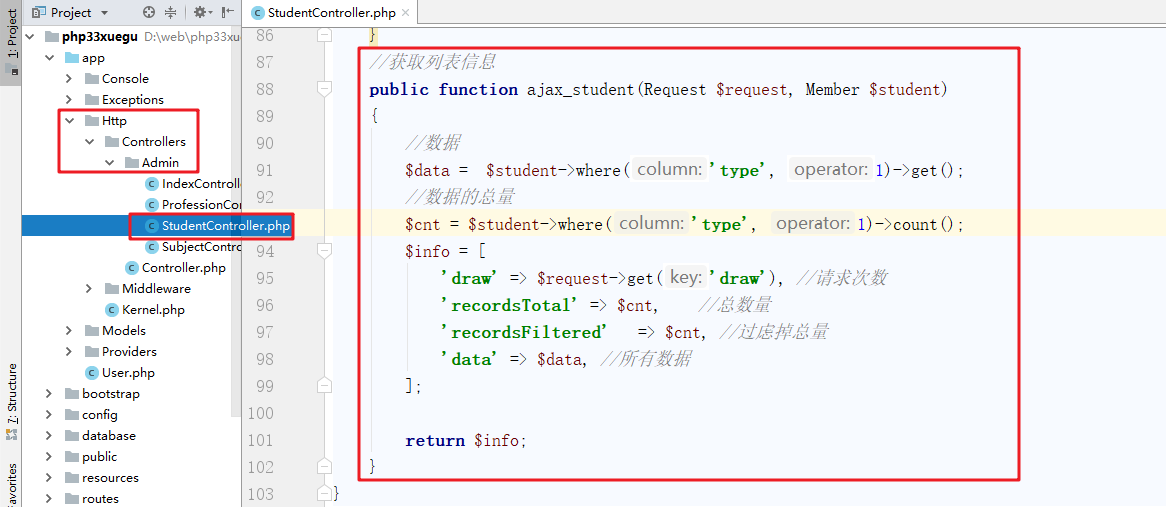 Project
StudentController.php
1: Project
7: Structure
avorites
php33xuegu D:\web\php33xue
app
Console
Exceptions
Http
Controllers
Admin
IndexControlle
ProfessionCon
StudentController.php
SubjectContro
Controller.php
Middleware
Kernel.php
Models
Providers
User.php
bootstrap
config
database
public
resources
routes
86 }
87 //获取列表信息
88 public function ajax_student(Request $request, Member $student)
89 {
90 //数据
91 $data = $student->where( column: 'type', operator: 1)->get();
92 //数据的总量
$cnt = $student->where( column: 'type', operator: 1)->count();
94 $info = [
95 'draw' => $request->get( key: 'draw'), //请求次数
96 'recordsTotal' => $cnt, //总数量
97 'recordsFiltered' => $cnt, //过虑掉总量
98 'data' => $data, //所有数据
99 ];
100
101 return $info;
102 }
103 }